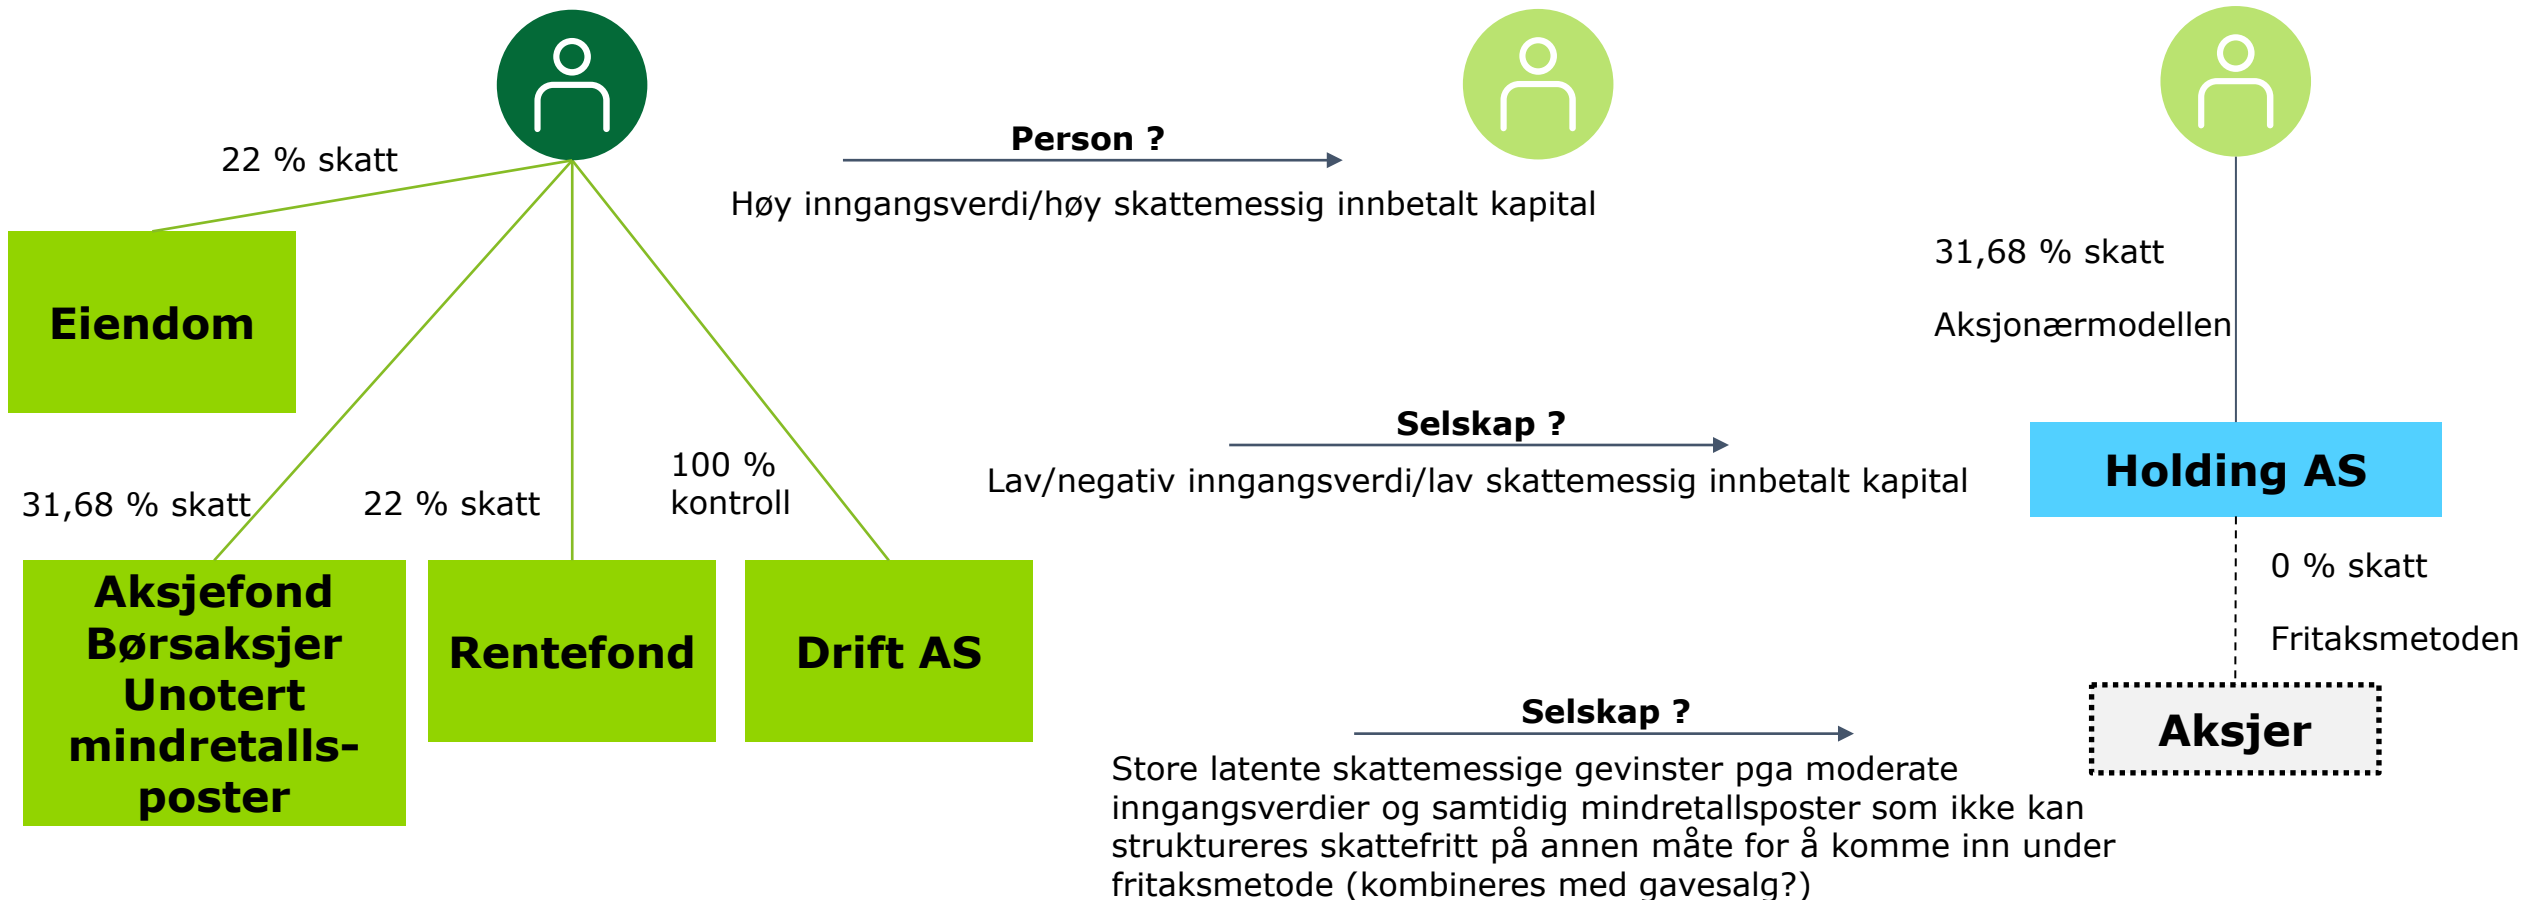 22 % skatt
Person ?
Høy inngangsverdi/høy skattemessig innbetalt kapital
Eiendom
31,68 % skatt
Aksjonærmodellen
Selskap ?
Lav/negativ inngangsverdi/lav skattemessig innbetalt kapital
Holding AS
31,68 % skatt
22 % skatt
100 %
kontroll
Aksjefond
Børsaksjer
Unotert
mindretalls-
poster
Rentefond
Drift AS
0 % skatt
Fritaksmetoden
Aksjer
Selskap ?
Store latente skattemessige gevinster pga moderate
inngangsverdier og samtidig mindretallsposter som ikke kan
struktureres skattefritt på annen måte for å komme inn under
fritaksmetode (kombineres med gavesalg?)